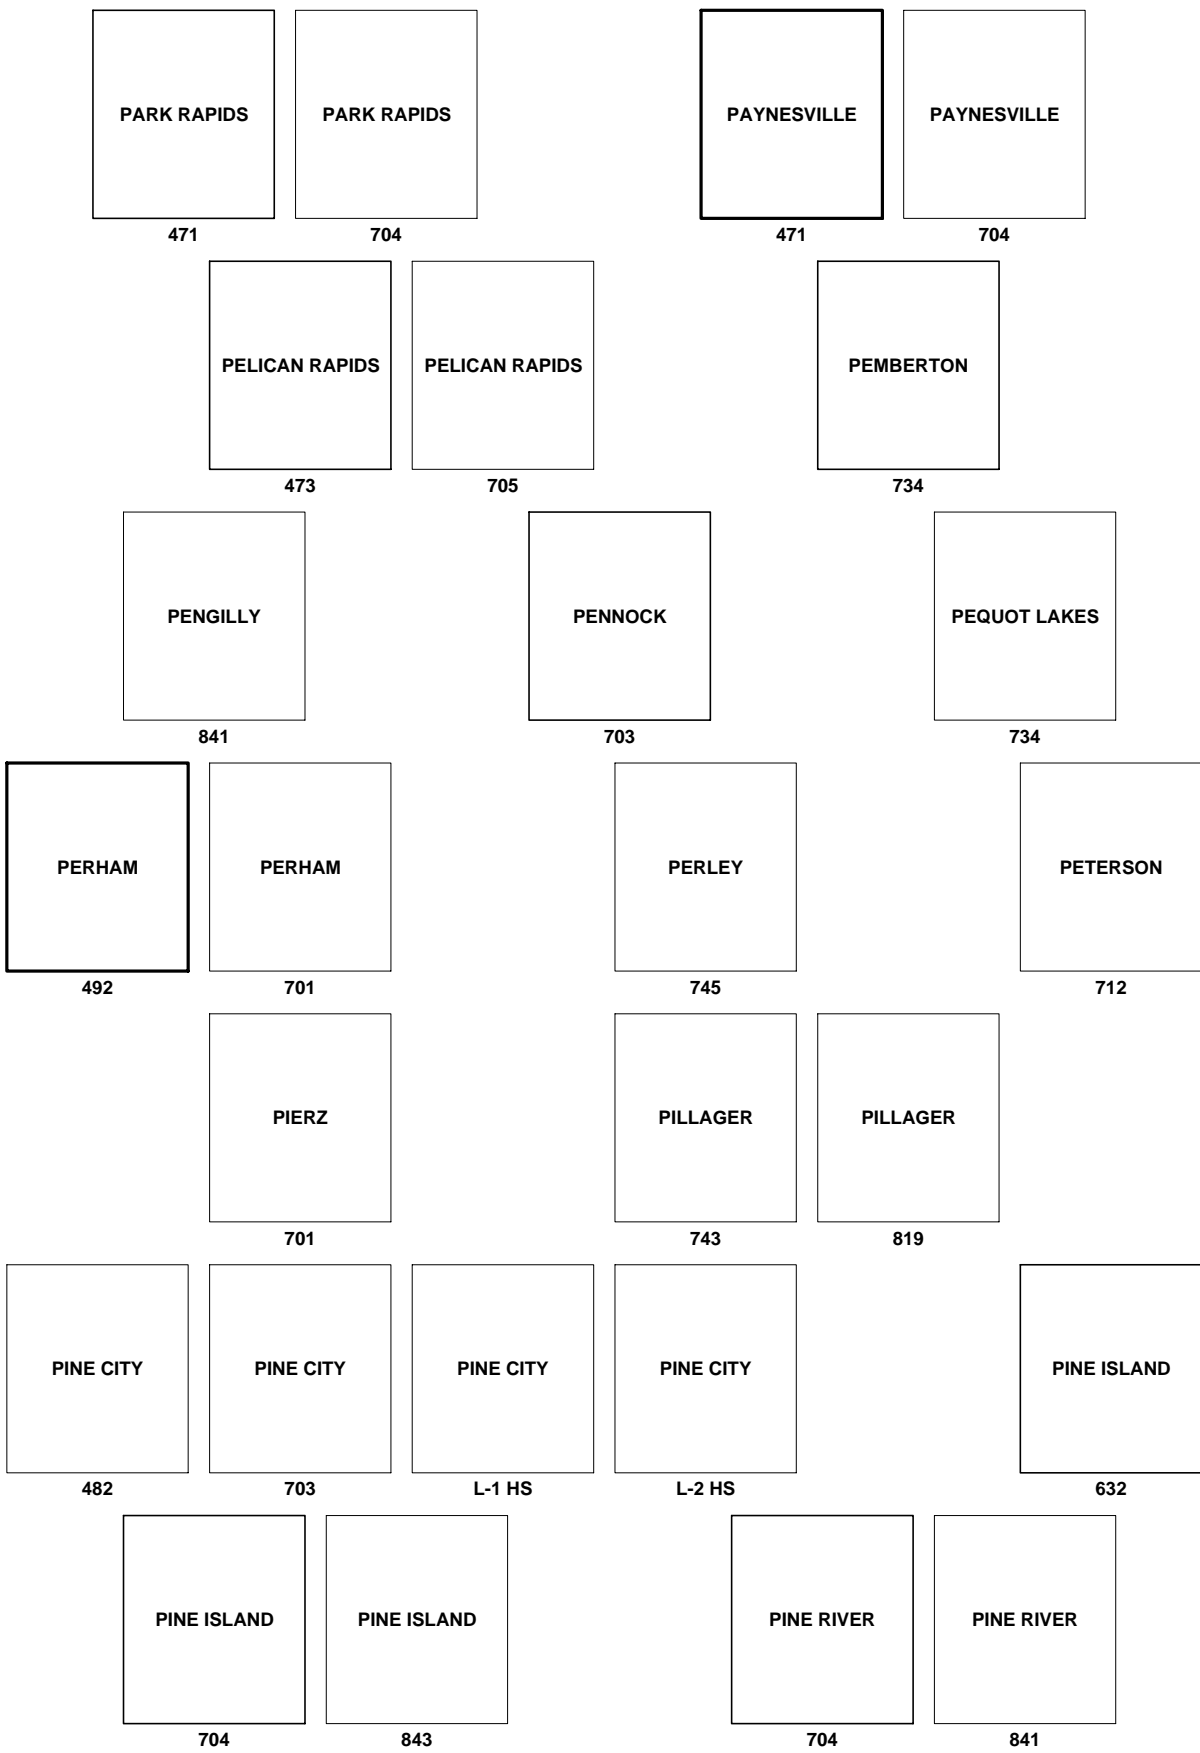 PARK RAPIDS PARK RAPIDS PAYNESVILLE PAYNESVILLE
471 704 471 704
PELICAN RAPIDS PELICAN RAPIDS PEMBERTON
473 705 734
PENGILLY PENNOCK PEQUOT LAKES
841 703 734
PERHAM PERHAM PERLEY PETERSON
492 701 745 712
PIERZ PILLAGER PILLAGER
701 743 819
PINE CITY PINE CITY PINE CITY PINE CITY PINE ISLAND
482 703 L-1 HS L-2 HS 632
PINE ISLAND PINE ISLAND PINE RIVER PINE RIVER
704 843 704 841